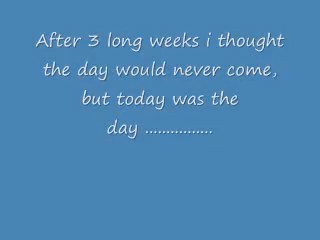 After 3 long weeks i thought
the day would never come,
but today was the
day ................